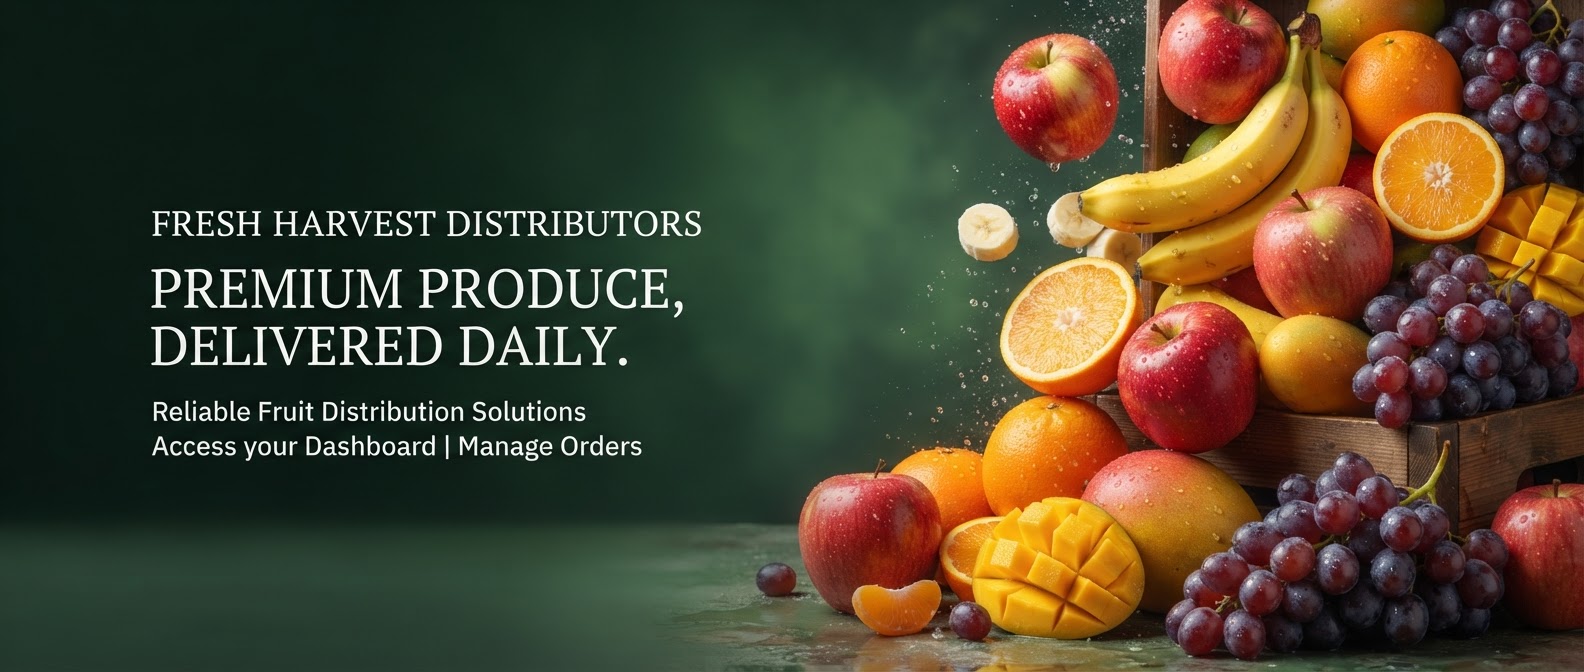 FRESH HARVEST DISTRIBUTORS
PREMIUM PRODUCE,
DELIVERED DAILY.
Reliable Fruit Distribution Solutions
Access your Dashboard | Manage Orders